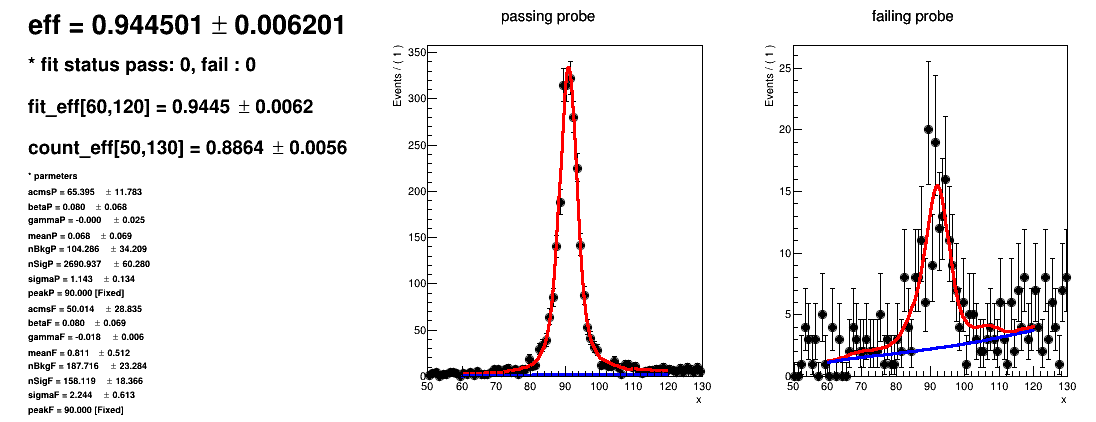 eff = 0.944501 ± 0.006201
* fit status pass: 0, fail : 0
fit_eff[60,120] = 0.9445 ± 0.0062
count_eff[50,130] = 0.8864 ± 0.0056
* parmeters
acmsP = 65.395 ± 11.783
betaP = 0.080 ± 0.068
gammaP = -0.000 ± 0.025
meanP = 0.068 ± 0.069
nBkgP = 104.286 ± 34.209
nSigP = 2690.937 ± 60.280
sigmaP = 1.143 ± 0.134
peakP = 90.000 [Fixed]
acmsF = 50.014 ± 28.835
betaF = 0.080 ± 0.069
gammaF = -0.018 ± 0.006
meanF = 0.811 ± 0.512
nBkgF = 187.716 ± 23.284
nSigF = 158.119 ± 18.366
sigmaF = 2.244 ± 0.613
peakF = 90.000 [Fixed]
passing probe
Events / ( 1 )
350
300
250
200
150
100
50
0
50 60 70 80 90 100 110 120 130
x
failing probe
Events / ( 1 )
25
20
15
10
5
0
50 60 70 80 90 100 110 120 130
x